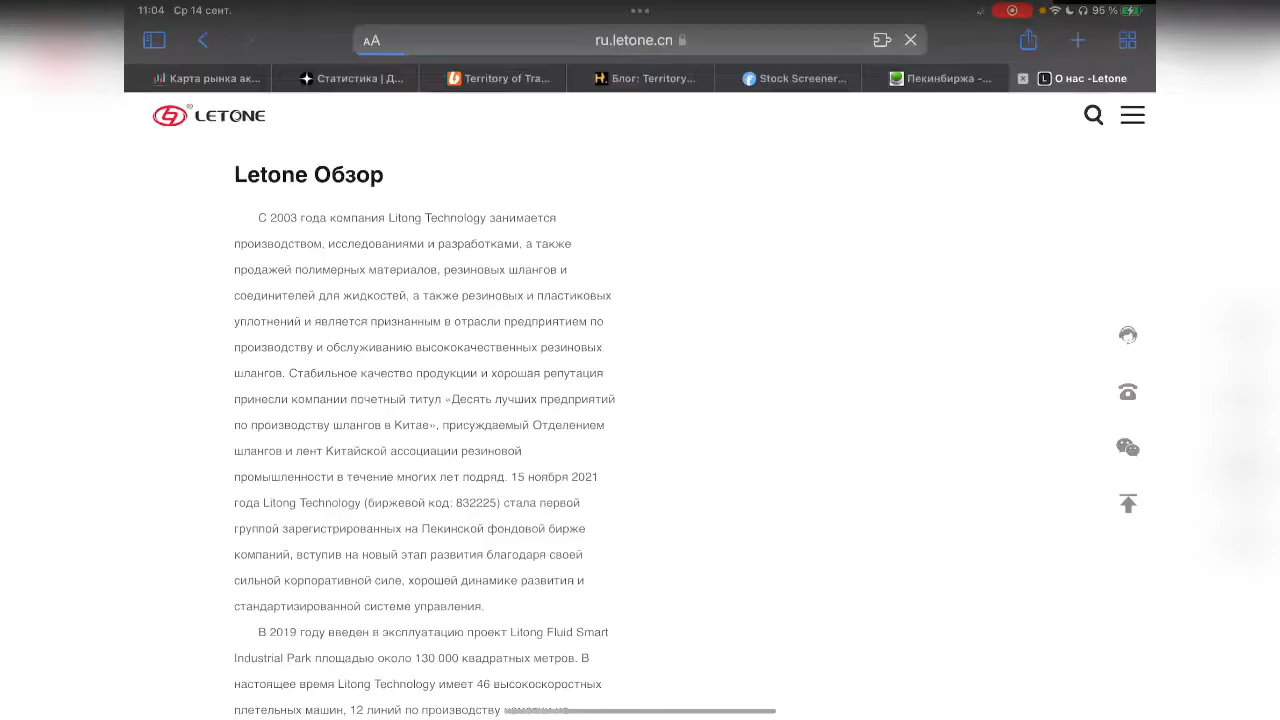 11:04 Ср 14 сент.
95 %
AA
ru.letone.cn
Карта рынка ак...
Статистика | Д...
Territory of Tra...
Блог: Territory...
Stock Screener...
Пекинбиржа -...
О нас -Letone
LETONE
Letone Обзор
С 2003 года компания Litong Technology занимается
производством, исследованиями и разработками, а также
продажей полимерных материалов, резиновых шлангов и
соединителей для жидкостей, а также резиновых и пластиковых
уплотнений и является признанным в отрасли предприятием по
производству и обслуживанию высококачественных резиновых
шлангов. Стабильное качество продукции и хорошая репутация
принесли компании почетный титул «Десять лучших предприятий
по производству шлангов в Китае», присуждаемый Отделением
шлангов и лент Китайской ассоциации резиновой
промышленности в течение многих лет подряд. 15 ноября 2021
года Litong Technology (биржевой код: 832225) стала первой
группой зарегистрированных на Пекинской фондовой бирже
компаний, вступив на новый этап развития благодаря своей
сильной корпоративной силе, хорошей динамике развития и
стандартизированной системе управления.
В 2019 году введен в эксплуатацию проект Litong Fluid Smart
Industrial Park площадью около 130 000 квадратных метров. В
настоящее время Litong Technology имеет 46 высокоскоростных
плетельных машин, 12 линий по производству